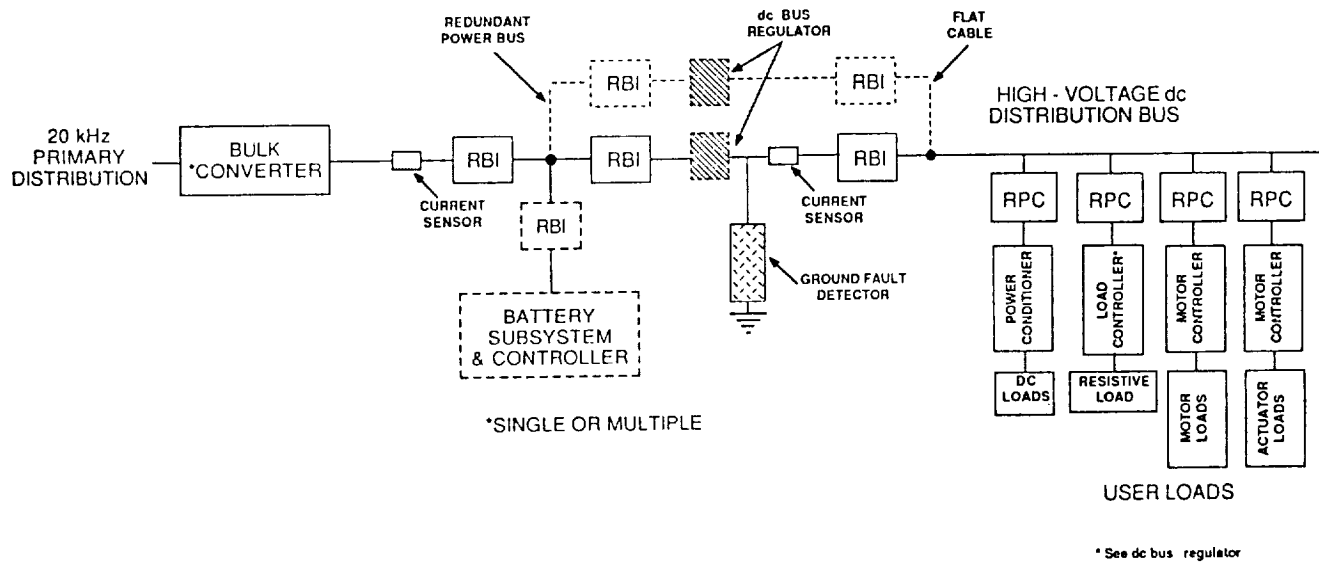 REDUNDANT
POWER BUS
dc BUS
REGULATOR
FLAT
CABLE
RBI
RBI
HIGH - VOLTAGE dc
DISTRIBUTION BUS
20 kHz
PRIMARY
DISTRIBUTION
BULK
*CONVERTER
RBI
RBI
RBI
CURRENT
SENSOR
CURRENT
SENSOR
RBI
RPC
RPC
RPC
RPC
GROUND FAULT
DETECTOR
POWER
CONDITIONER
LOAD
CONTROLLER*
MOTOR
CONTROLLER
MOTOR
CONTROLLER
BATTERY
SUBSYSTEM
& CONTROLLER
DC
LOADS
RESISTIVE
LOAD
MOTOR
LOADS
ACTUATOR
LOADS
*SINGLE OR MULTIPLE
USER LOADS
* See dc bus regulator